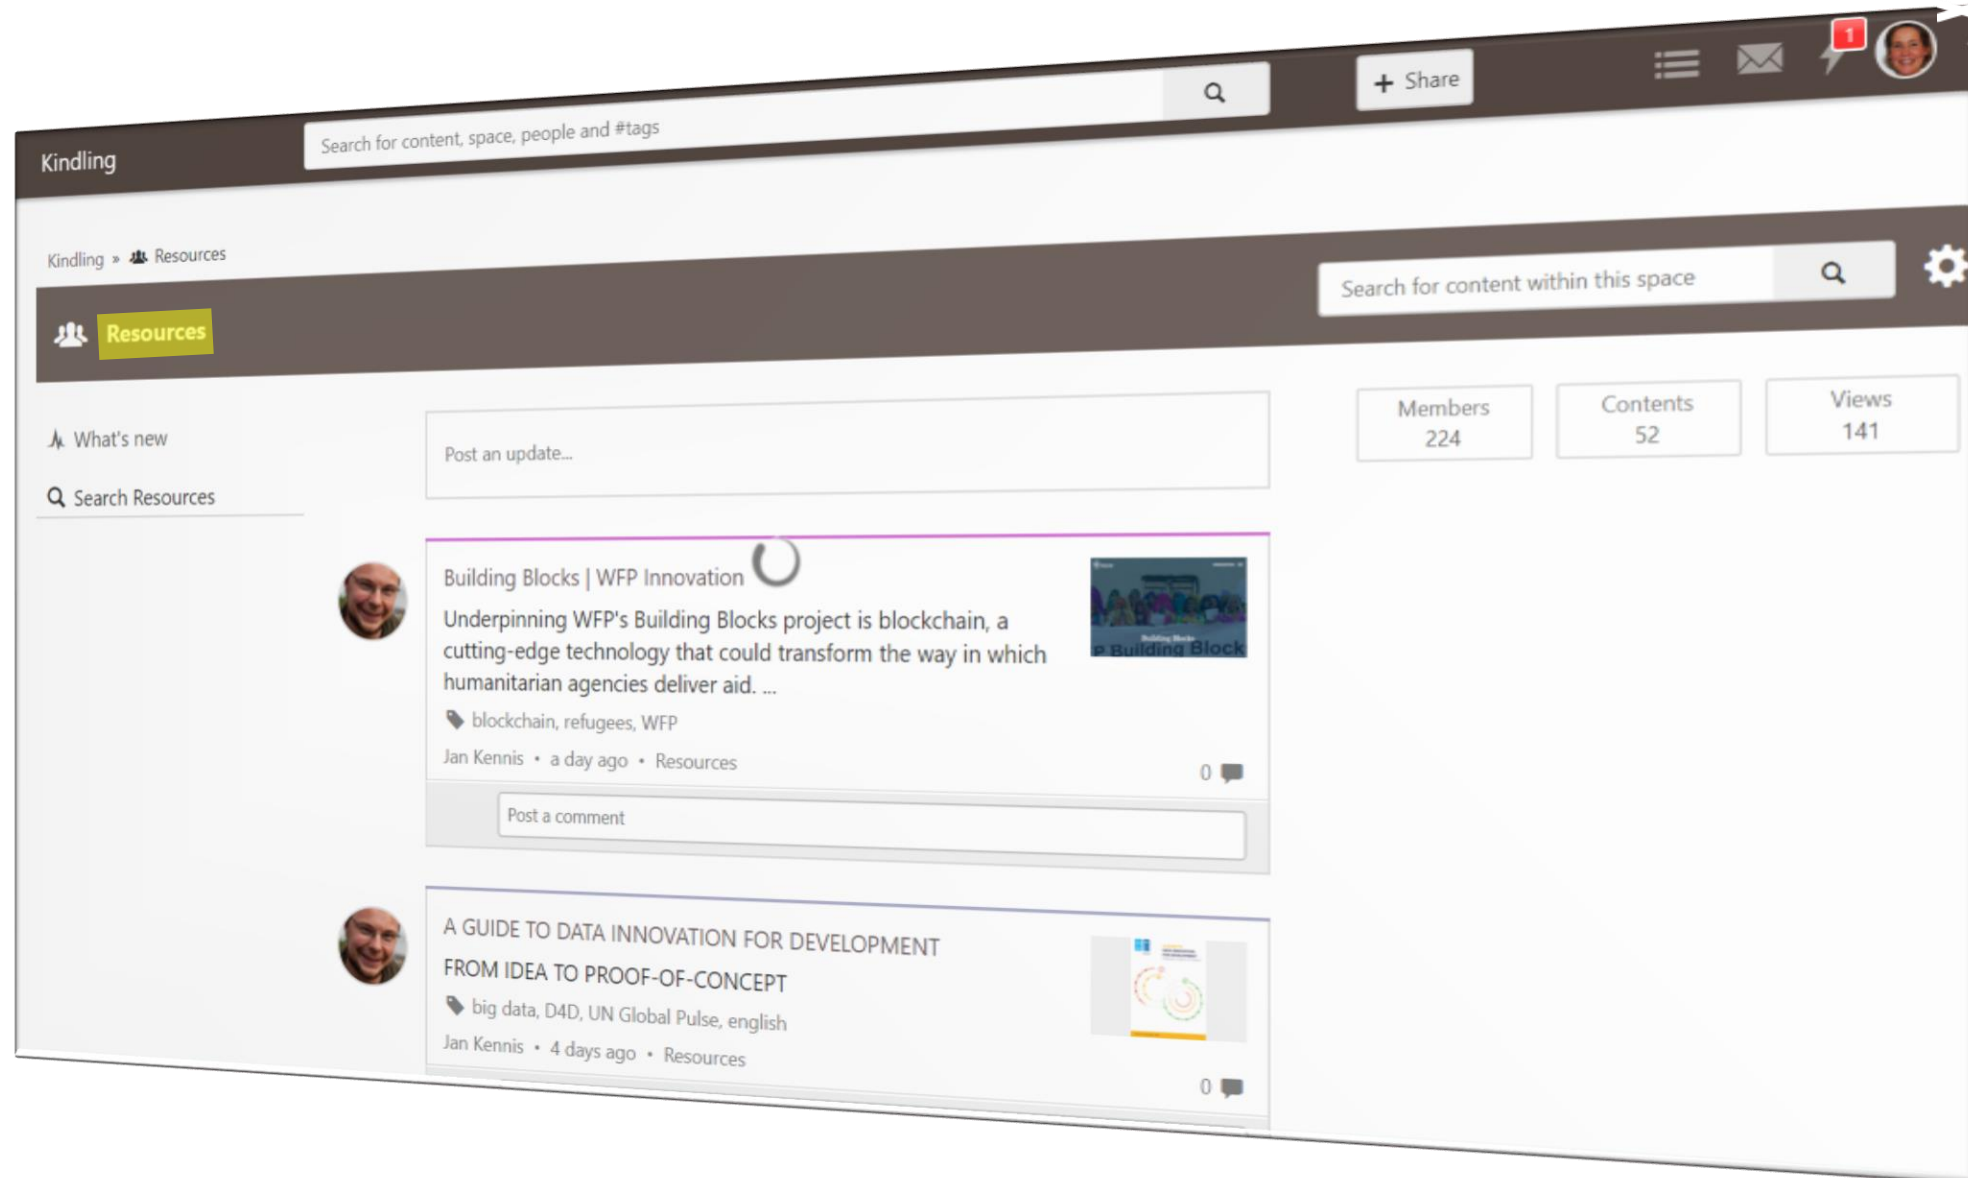 1
Search for content, space, people and #tags
+ Share
Kindling
Kindling » Resources
Resources
Search for content within this space
What's new
Search Resources
Post an update...
Members
224
Contents
52
Views
141
Building Blocks | WFP Innovation
Underpinning WFP's Building Blocks project is blockchain, a
cutting-edge technology that could transform the way in which
humanitarian agencies deliver aid. ...
blockchain, refugees, WFP
Jan Kennis • a day ago • Resources
0
Building Blocks
P Building Block
Post a comment
A GUIDE TO DATA INNOVATION FOR DEVELOPMENT
FROM IDEA TO PROOF-OF-CONCEPT
big data, D4D, UN Global Pulse, english
Jan Kennis • 4 days ago • Resources
0